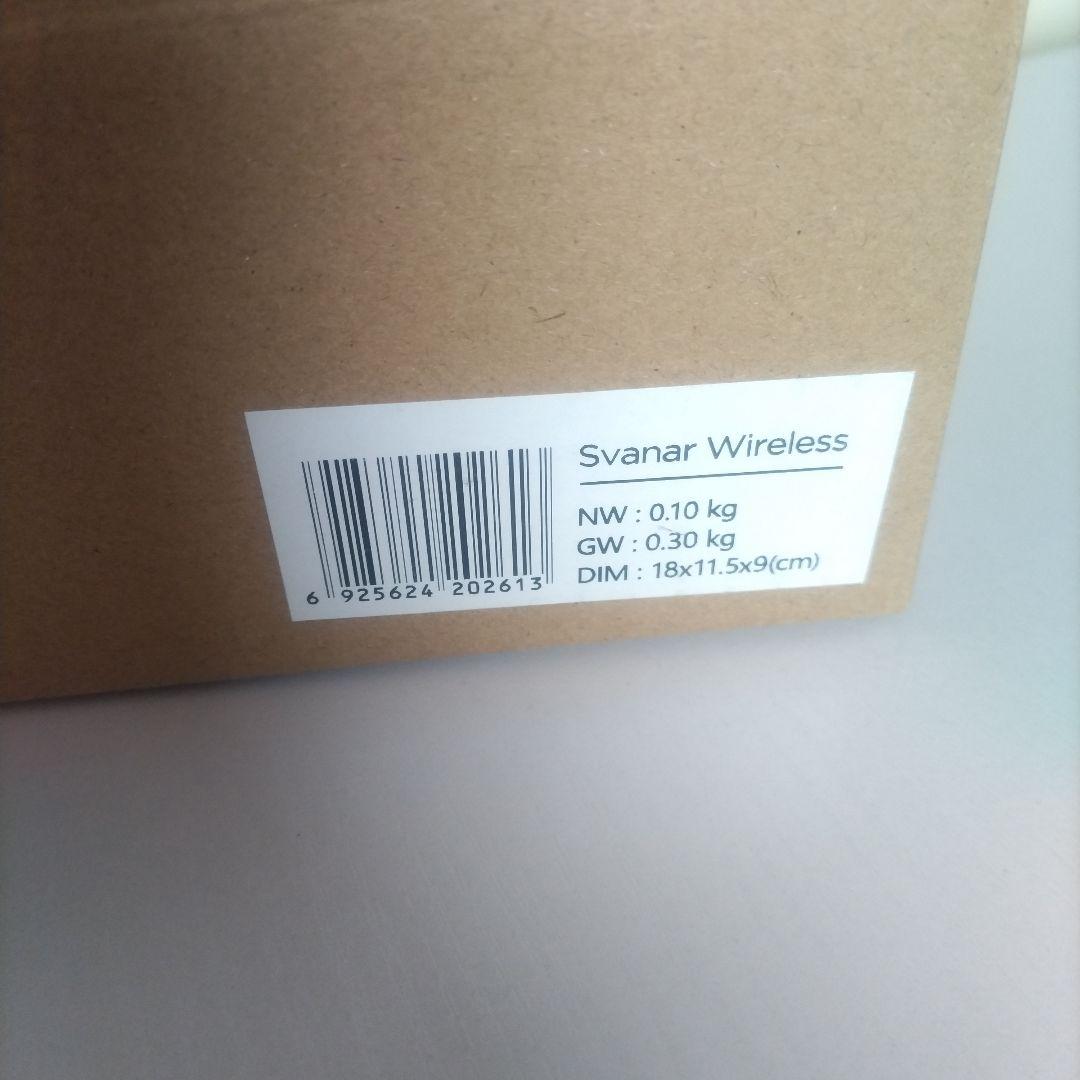 Svanar Wireless
NW : 0.10 kg
GW : 0.30 kg
DIM : 18x11.5x9(cm)
6 925624 202613